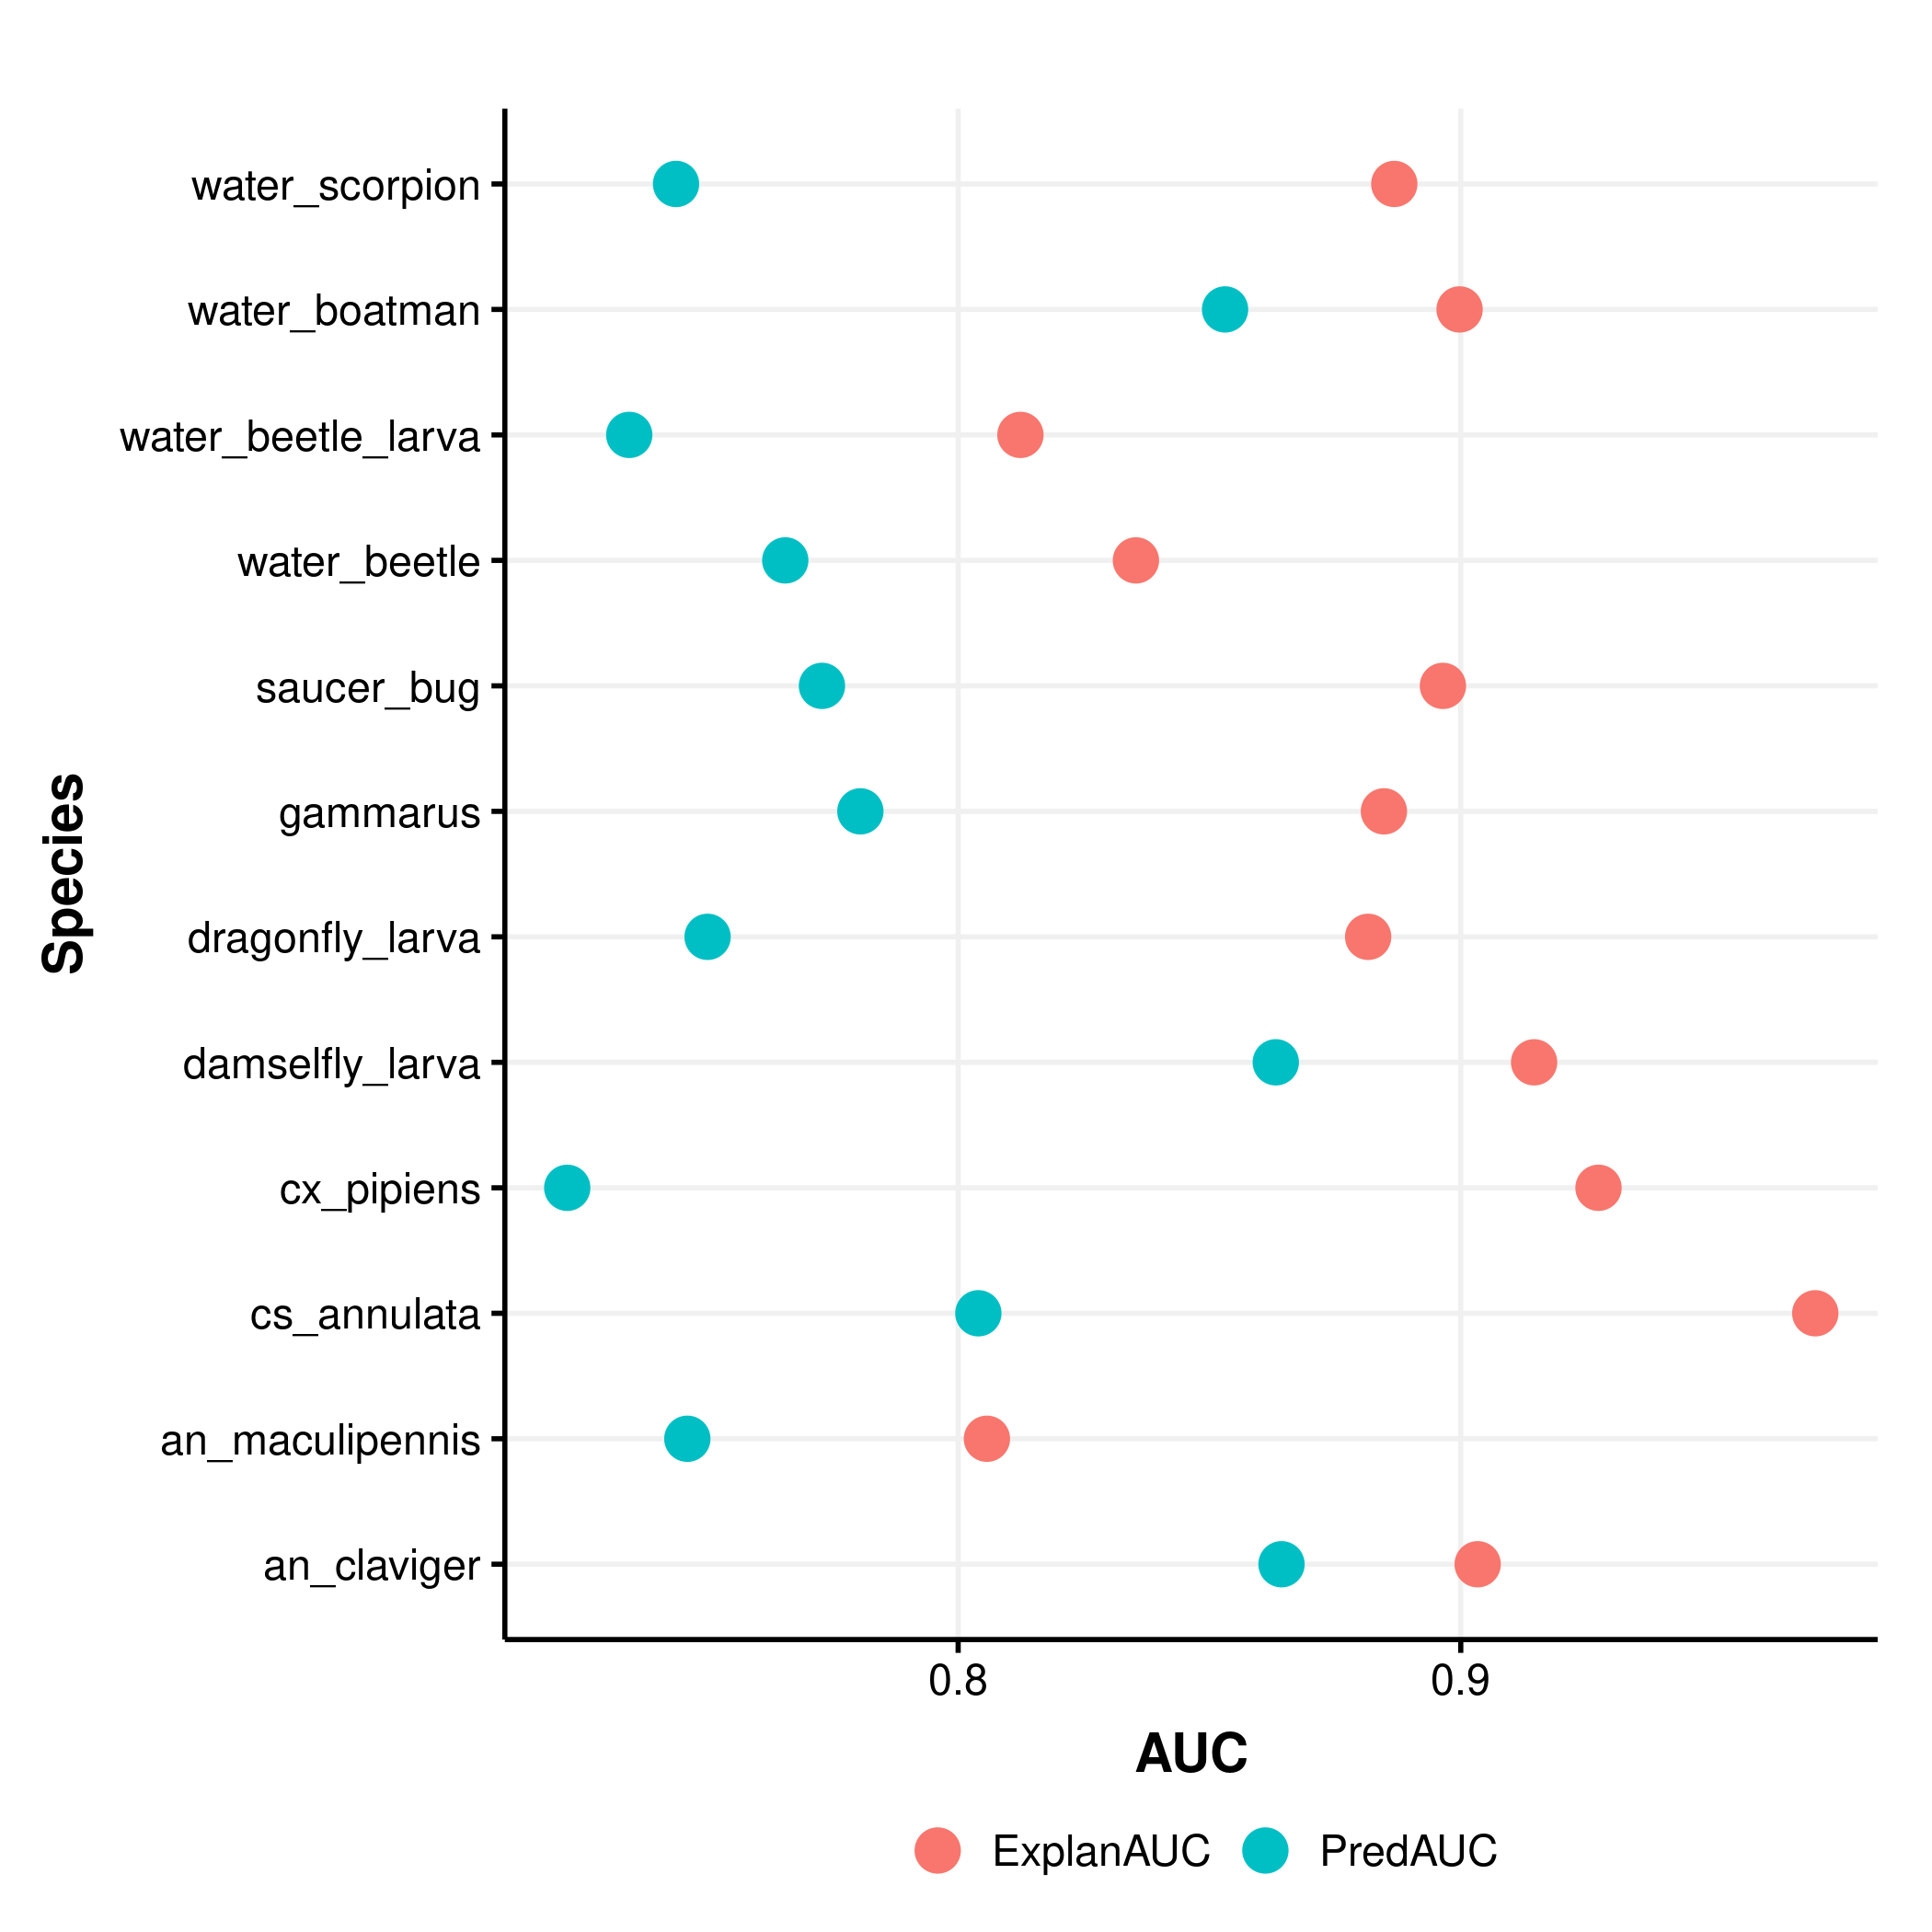 water_scorpion
water_boatman
water_beetle_larva
water_beetle
saucer_bug
gammarus
dragonfly_larva
damselfly_larva
cx_pipiens
cs_annulata
an_maculipennis
an_claviger
Species
0.8 0.9
AUC
ExplanAUC PredAUC